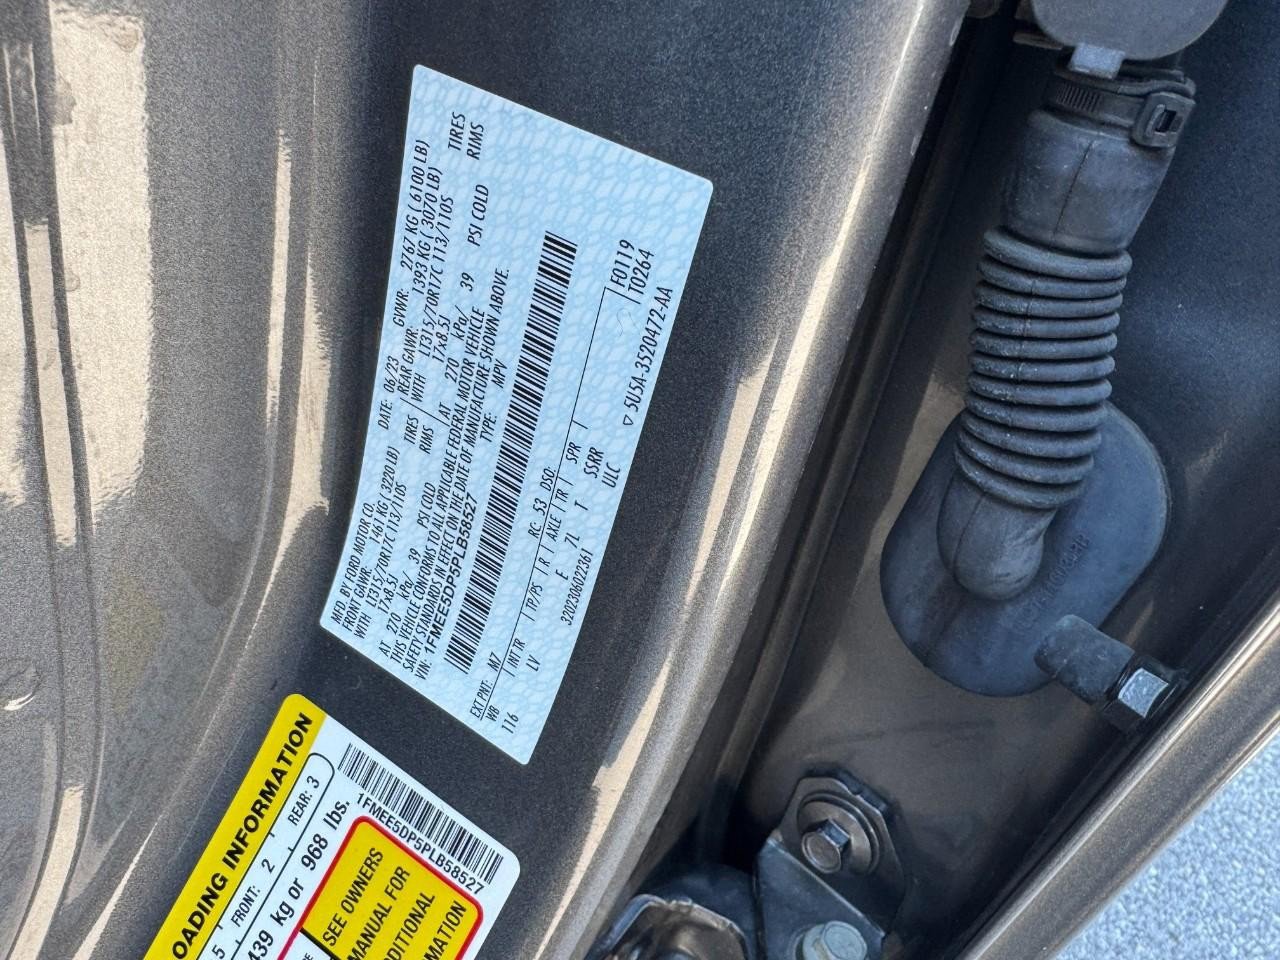 MFD. BY FORD MOTOR CO.
DATE: 06/23 GVWR: 2767 KG ( 6100 LB)
FRONT GAWR: 1461 KG ( 3220 LB) REAR GAWR: 1393 KG ( 3070 LB)
WITH LT315/70R17C 113/110S TIRES WITH LT315/70R17C 113/110S TIRES
17x8.5J RIMS 17x8.5J RIMS
AT 270 kPa/ 39 PSI COLD AT 270 kPa/ 39 PSI COLD
THIS VEHICLE CONFORMS TO ALL APPLICABLE FEDERAL MOTOR VEHICLE
SAFETY STANDARDS IN EFFECT ON THE DATE OF MANUFACTURE SHOWN ABOVE.
VIN: 1FMEE5DP5PLB58527 TYPE: MPV
EXT PNT: M7 RC: 53 DSO: F0119
WB INT TR TP/PS R AXLE TR SPR T0264
116 LV E 7L T SSRR
3202306022361 ULC ▽ 5U5A-3520472-AA
OADING INFORMATION
5 FRONT: 2 REAR: 3
439 kg or 968 lbs.
1FMEE5DP5PLB58527
SEE OWNERS
MANUAL FOR
DDITIONAL
RMATION